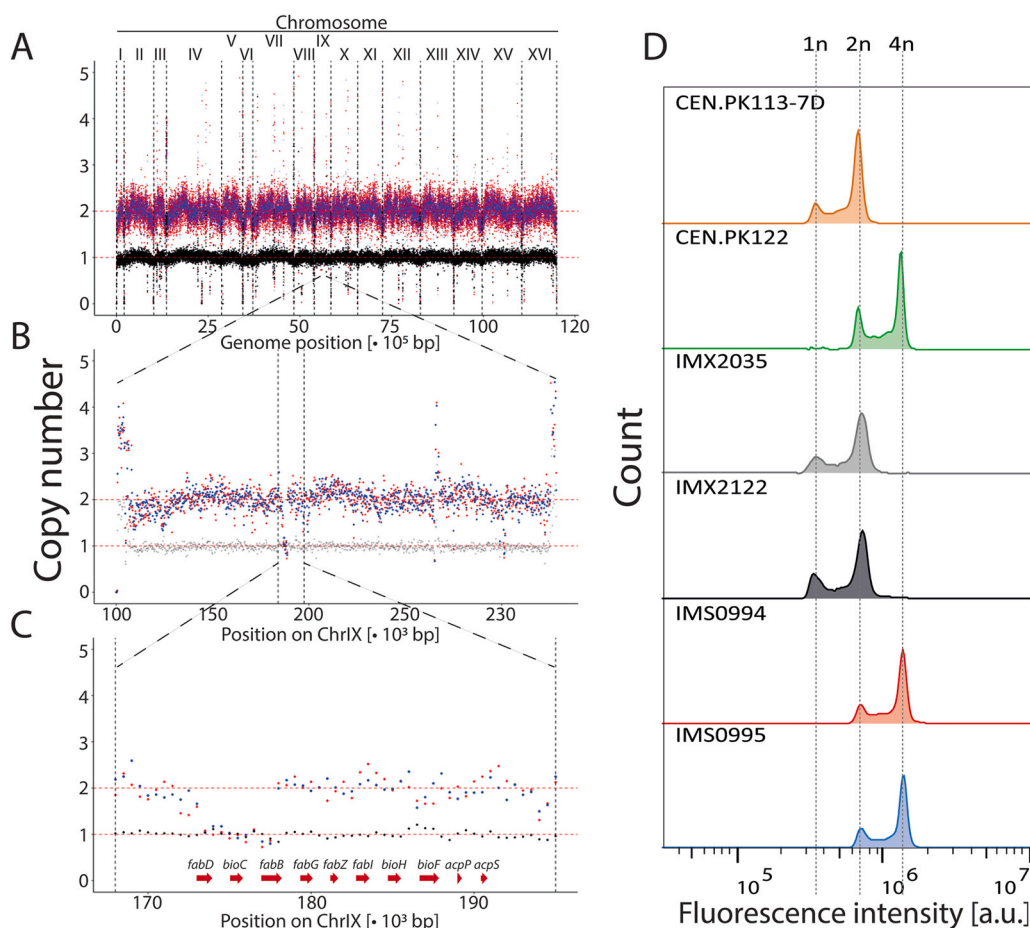 A
Chromosome
I II III IV V VI VII VIII IX X XI XII XIII XIV XV XVI
5
4
3
2
1
0
0 25 50 75 100 120
Genome position [• 10⁵ bp]
B
Copy number
5
4
3
2
1
0
100 150 200 250 230
Position on ChrIX [• 10³ bp]
C
5
4
3
2
1
0
fabD bioC fabB fabG fabZ fabI bioH bioF acpP acpS
170 180 190
Position on ChrIX [• 10³ bp]
D
1n 2n 4n
Count
CEN.PK113-7D
CEN.PK122
IMX2035
IMX2122
IMS0994
IMS0995
10⁵ 10⁶ 10⁷
Fluorescence intensity [a.u.]